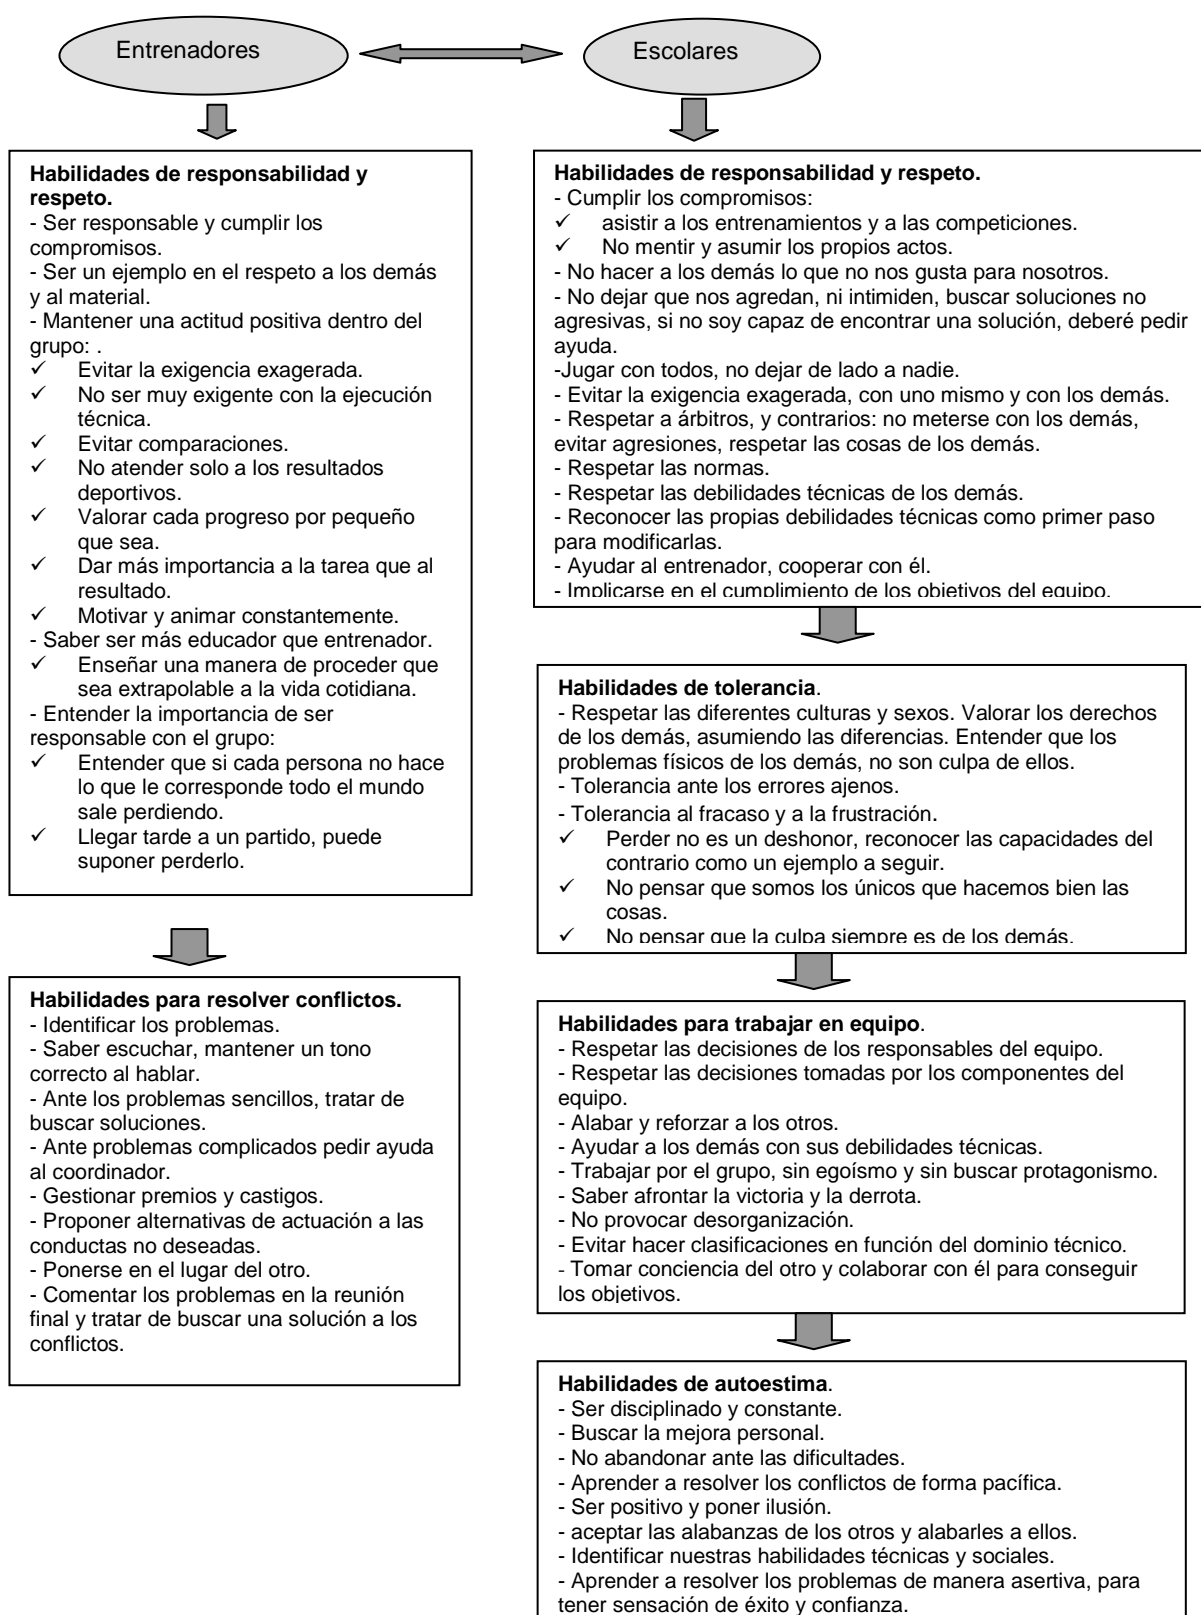 Entrenadores
Escolares
Habilidades de responsabilidad y
respeto.
- Ser responsable y cumplir los
compromisos.
- Ser un ejemplo en el respeto a los demás
y al material.
- Mantener una actitud positiva dentro del
grupo: .
✓ Evitar la exigencia exagerada.
✓ No ser muy exigente con la ejecución
técnica.
✓ Evitar comparaciones.
✓ No atender solo a los resultados
deportivos.
✓ Valorar cada progreso por pequeño
que sea.
✓ Dar más importancia a la tarea que al
resultado.
✓ Motivar y animar constantemente.
- Saber ser más educador que entrenador.
✓ Enseñar una manera de proceder que
sea extrapolable a la vida cotidiana.
- Entender la importancia de ser
responsable con el grupo:
✓ Entender que si cada persona no hace
lo que le corresponde todo el mundo
sale perdiendo.
✓ Llegar tarde a un partido, puede
suponer perderlo.
Habilidades para resolver conflictos.
- Identificar los problemas.
- Saber escuchar, mantener un tono
correcto al hablar.
- Ante los problemas sencillos, tratar de
buscar soluciones.
- Ante problemas complicados pedir ayuda
al coordinador.
- Gestionar premios y castigos.
- Proponer alternativas de actuación a las
conductas no deseadas.
- Ponerse en el lugar del otro.
- Comentar los problemas en la reunión
final y tratar de buscar una solución a los
conflictos.
Habilidades de responsabilidad y respeto.
- Cumplir los compromisos:
✓ asistir a los entrenamientos y a las competiciones.
✓ No mentir y asumir los propios actos.
- No hacer a los demás lo que no nos gusta para nosotros.
- No dejar que nos agredan, ni intimiden, buscar soluciones no
agresivas, si no soy capaz de encontrar una solución, deberé pedir
ayuda.
-Jugar con todos, no dejar de lado a nadie.
- Evitar la exigencia exagerada, con uno mismo y con los demás.
- Respetar a árbitros, y contrarios: no meterse con los demás,
evitar agresiones, respetar las cosas de los demás.
- Respetar las normas.
- Respetar las debilidades técnicas de los demás.
- Reconocer las propias debilidades técnicas como primer paso
para modificarlas.
- Ayudar al entrenador, cooperar con él.
- Implicarse en el cumplimiento de los objetivos del equipo.
Habilidades de tolerancia.
- Respetar las diferentes culturas y sexos. Valorar los derechos
de los demás, asumiendo las diferencias. Entender que los
problemas físicos de los demás, no son culpa de ellos.
- Tolerancia ante los errores ajenos.
- Tolerancia al fracaso y a la frustración.
✓ Perder no es un deshonor, reconocer las capacidades del
contrario como un ejemplo a seguir.
✓ No pensar que somos los únicos que hacemos bien las
cosas.
✓ No pensar que la culpa siempre es de los demás.
Habilidades para trabajar en equipo.
- Respetar las decisiones de los responsables del equipo.
- Respetar las decisiones tomadas por los componentes del
equipo.
- Alabar y reforzar a los otros.
- Ayudar a los demás con sus debilidades técnicas.
- Trabajar por el grupo, sin egoísmo y sin buscar protagonismo.
- Saber afrontar la victoria y la derrota.
- No provocar desorganización.
- Evitar hacer clasificaciones en función del dominio técnico.
- Tomar conciencia del otro y colaborar con él para conseguir
los objetivos.
Habilidades de autoestima.
- Ser disciplinado y constante.
- Buscar la mejora personal.
- No abandonar ante las dificultades.
- Aprender a resolver los conflictos de forma pacífica.
- Ser positivo y poner ilusión.
- aceptar las alabanzas de los otros y alabarles a ellos.
- Identificar nuestras habilidades técnicas y sociales.
- Aprender a resolver los problemas de manera asertiva, para
tener sensación de éxito y confianza.